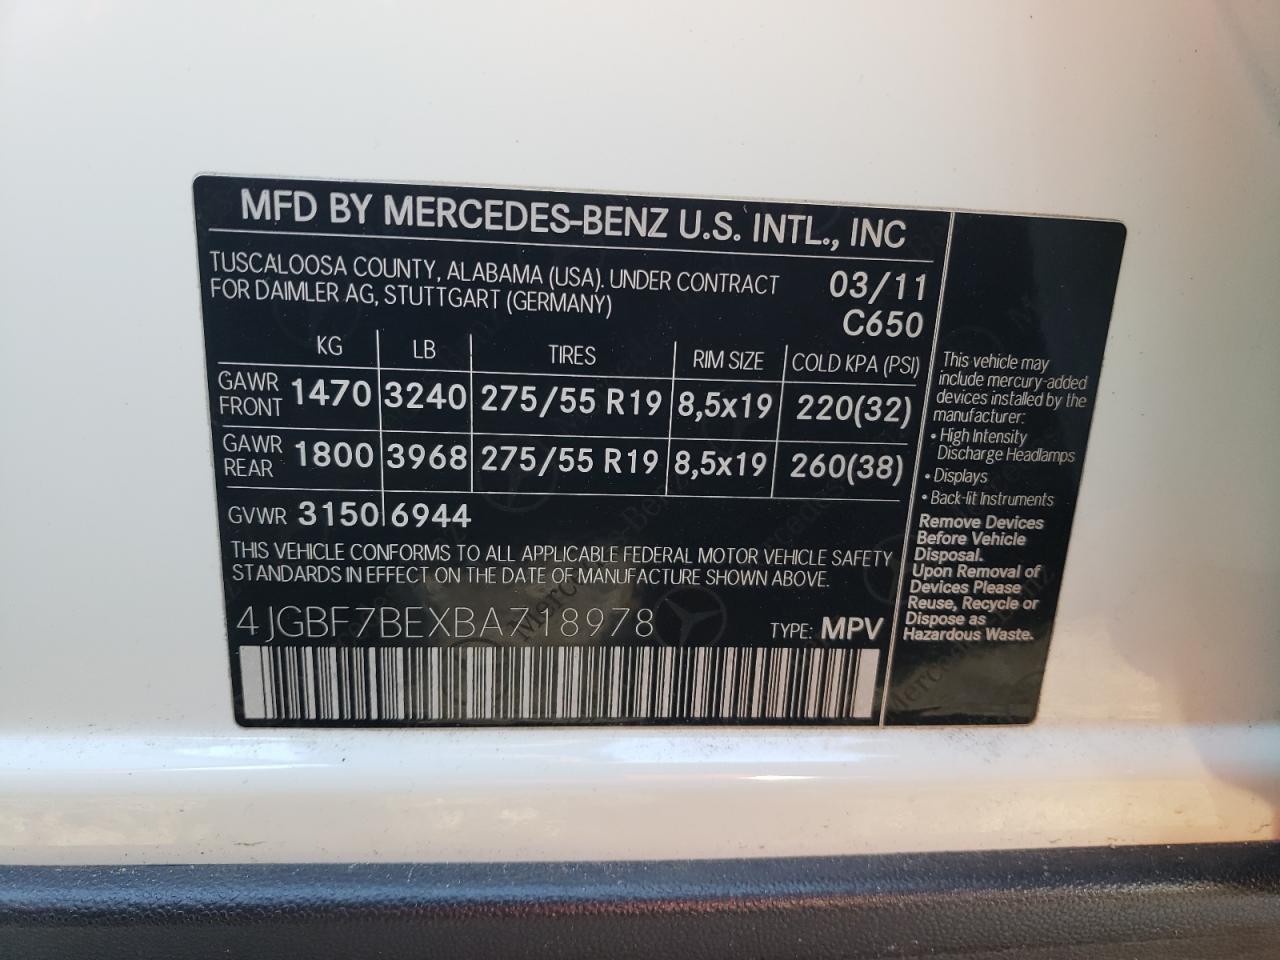 MFD BY MERCEDES-BENZ U.S. INTL., INC
TUSCALOOSA COUNTY, ALABAMA (USA). UNDER CONTRACT
FOR DAIMLER AG, STUTTGART (GERMANY)
03/11
C650
KG LB TIRES RIM SIZE COLD KPA (PSI)
GAWR FRONT 1470 3240 275/55 R19 8,5x19 220(32)
GAWR REAR 1800 3968 275/55 R19 8,5x19 260(38)
GVWR 3150 6944
THIS VEHICLE CONFORMS TO ALL APPLICABLE FEDERAL MOTOR VEHICLE SAFETY
STANDARDS IN EFFECT ON THE DATE OF MANUFACTURE SHOWN ABOVE.
4JGBF7BEXBA718978 TYPE: MPV
This vehicle may
include mercury-added
devices installed by the
manufacturer:
• High Intensity
Discharge Headlamps
• Displays
• Back-lit Instruments
Remove Devices
Before Vehicle
Disposal.
Upon Removal of
Devices Please
Reuse, Recycle or
Dispose as
Hazardous Waste.